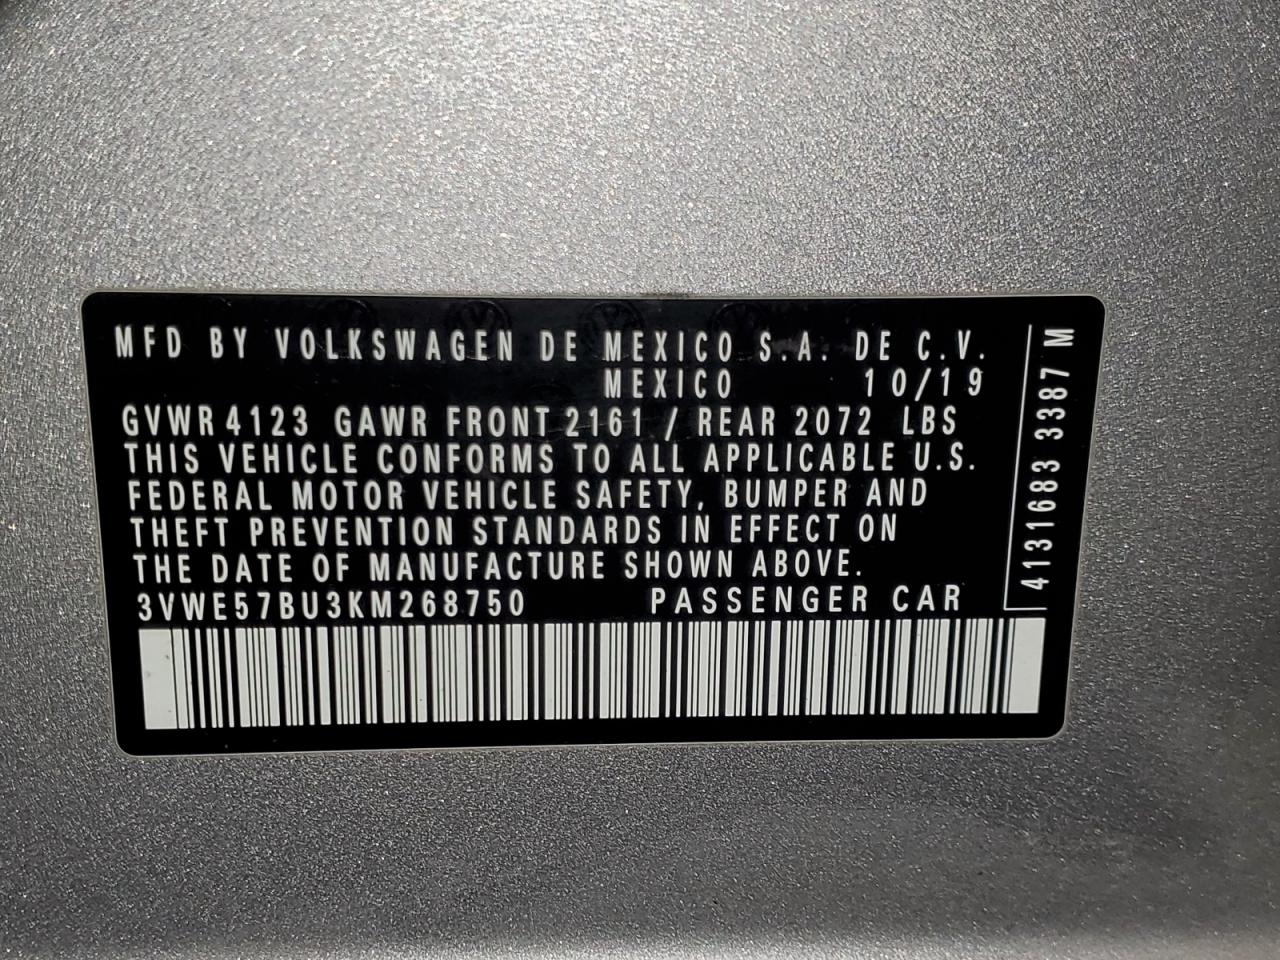 MFD BY VOLKSWAGEN DE MEXICO S.A. DE C.V.
MEXICO 10/19
GVWR 4123 GAWR FRONT 2161 / REAR 2072 LBS
THIS VEHICLE CONFORMS TO ALL APPLICABLE U.S.
FEDERAL MOTOR VEHICLE SAFETY, BUMPER AND
THEFT PREVENTION STANDARDS IN EFFECT ON
THE DATE OF MANUFACTURE SHOWN ABOVE.
3VWE57BU3KM268750 PASSENGER CAR
4131683 3387 M